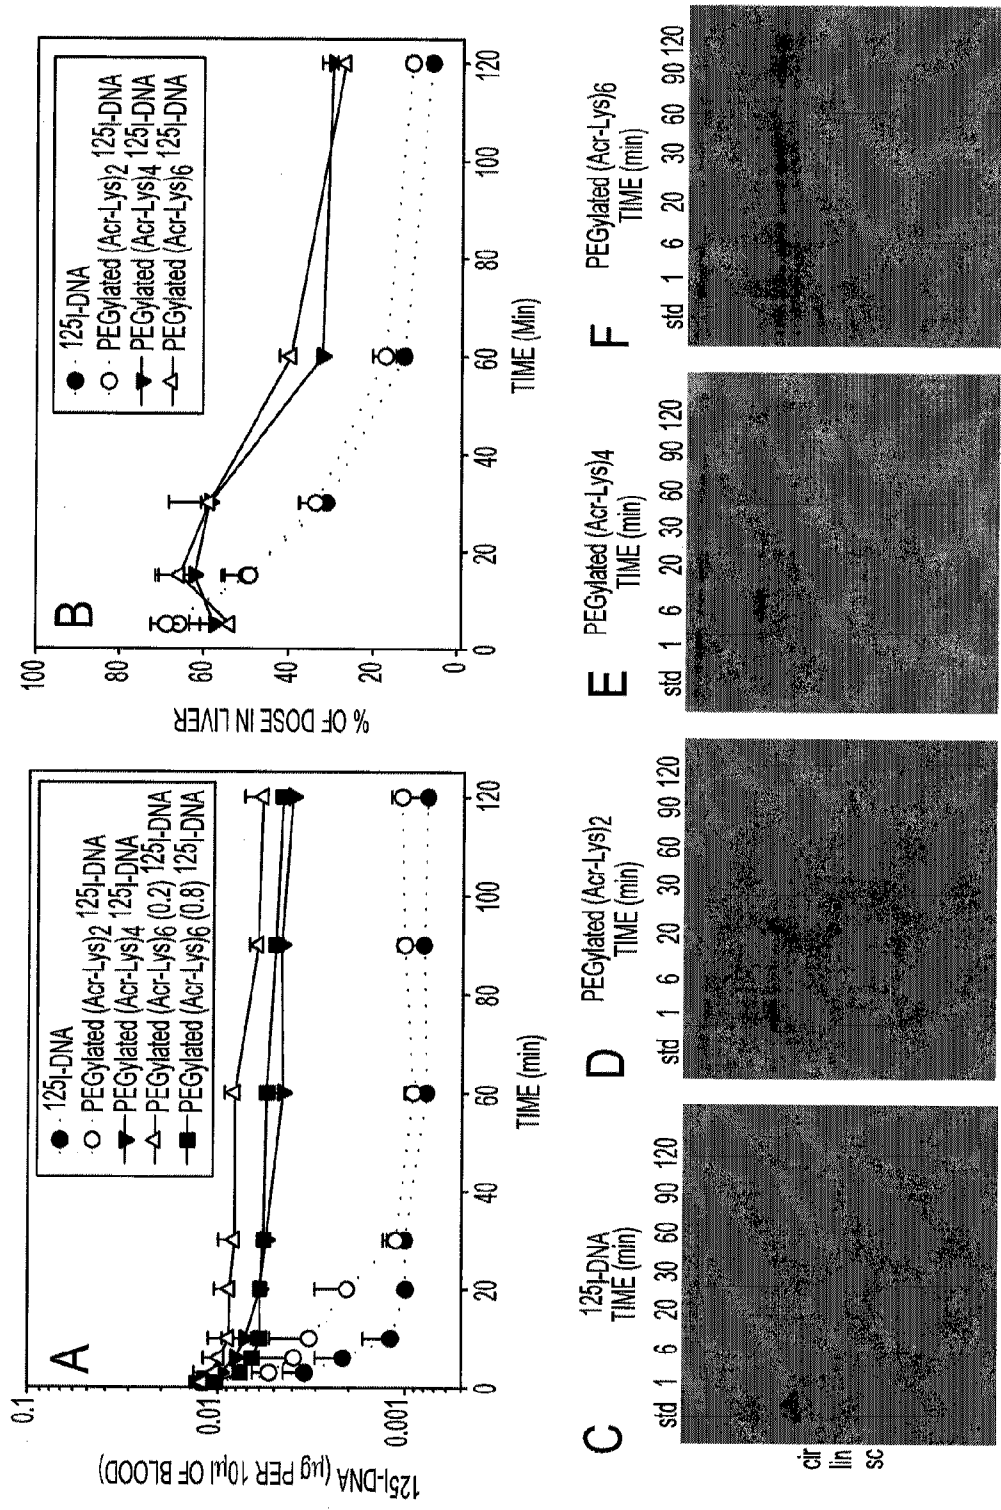 A
125I-DNA
PEGylated (Acr-Lys)2 125I-DNA
PEGylated (Acr-Lys)4 125I-DNA
PEGylated (Acr-Lys)6 (0.2) 125I-DNA
PEGylated (Acr-Lys)6 (0.8) 125I-DNA
125I-DNA (µg PER 10µl OF BLOOD)
0.1
0.01
0.001
0 20 40 60 80 100 120
TIME (min)
B
125I-DNA
PEGylated (Acr-Lys)2 125I-DNA
PEGylated (Acr-Lys)4 125I-DNA
PEGylated (Acr-Lys)6 125I-DNA
% OF DOSE IN LIVER
100
80
60
40
20
0
0 20 40 60 80 100 120
TIME (Min)
C
125I-DNA
TIME (min)
std 1 6 20 30 60 90 120
cir
lin
sc
D
PEGylated (Acr-Lys)2
TIME (min)
std 1 6 20 30 60 90 120
E
PEGylated (Acr-Lys)4
TIME (min)
std 1 6 20 30 60 90 120
F
PEGylated (Acr-Lys)6
TIME (min)
std 1 6 20 30 60 90 120